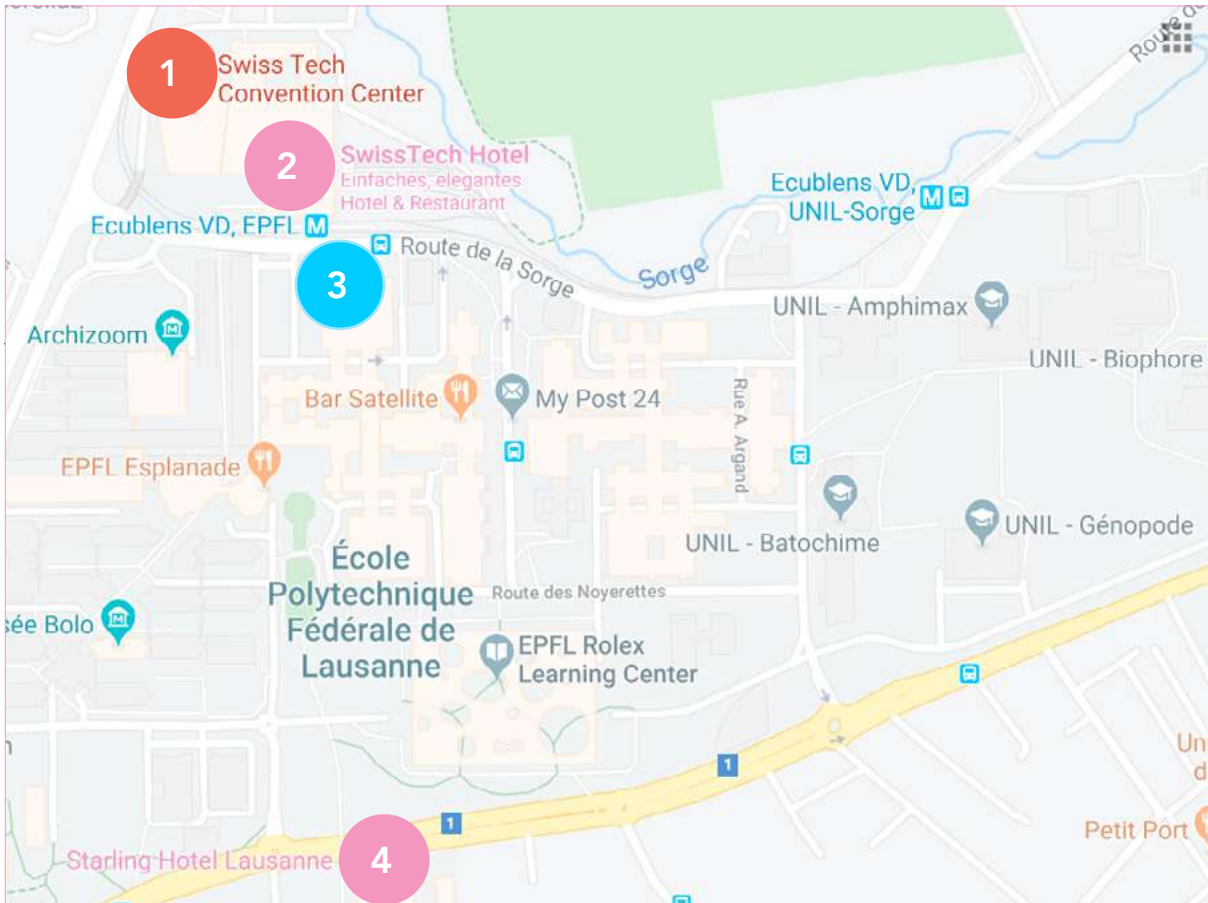 1
Swiss Tech
Convention Center
2
SwissTech Hotel
Einfaches, elegantes
Hotel & Restaurant
Ecublens VD, EPFL M
3
Route de la Sorge
Sorge
Ecublens VD,
UNIL-Sorge M
Archizoom
UNIL - Amphimax
UNIL - Biophore
Bar Satellite
My Post 24
Rue A. Argand
EPFL Esplanade
UNIL - Batochime
UNIL - Génopode
École
Polytechnique
Fédérale de
Lausanne
Route des Noyerettes
sée Bolo
EPFL Rolex
Learning Center
1
1
Un
d
Petit Pôrt
Starling Hotel Lausanne
4